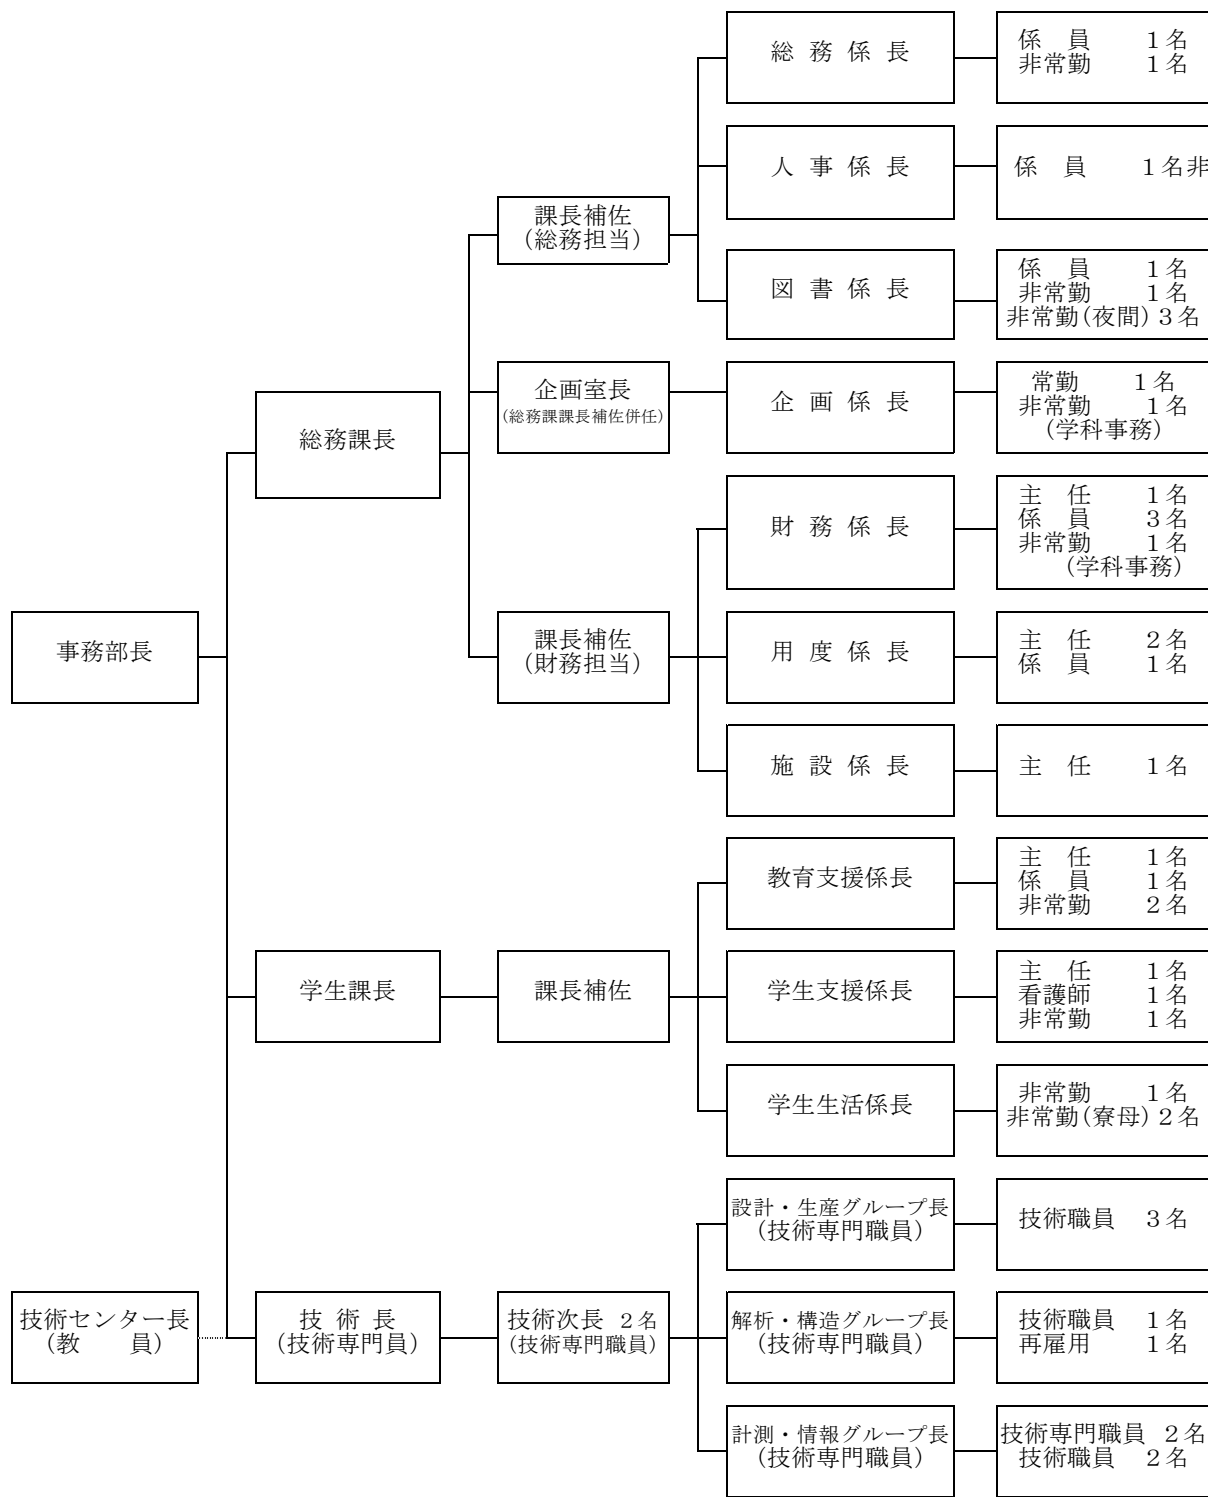 総 務 係 長
係　員　　１名
非常勤　　１名
人 事 係 長
係　員　　１名非
課長補佐
(総務担当)
図 書 係 長
係　員　　１名
非常勤　　１名
非常勤(夜間)３名
企画室長
(総務課課長補佐併任)
企 画 係 長
常勤　　１名
非常勤　　１名
(学科事務)
総務課長
財 務 係 長
主　任　　１名
係　員　　３名
非常勤　　１名
(学科事務)
事務部長
課長補佐
(財務担当)
用 度 係 長
主　任　　２名
係　員　　１名
施 設 係 長
主　任　　１名
教育支援係長
主　任　　１名
係　員　　１名
非常勤　　２名
学生課長
課長補佐
学生支援係長
主　任　　１名
看護師　　１名
非常勤　　１名
学生生活係長
非常勤　　１名
非常勤(寮母)２名
設計・生産グループ長
(技術専門職員)
技術職員　３名
技術センター長
(教　　員)
技 術 長
(技術専門員)
技術次長 ２名
(技術専門職員)
解析・構造グループ長
(技術専門職員)
技術職員　１名
再雇用　　１名
計測・情報グループ長
(技術専門職員)
技術専門職員 ２名
技術職員　２名